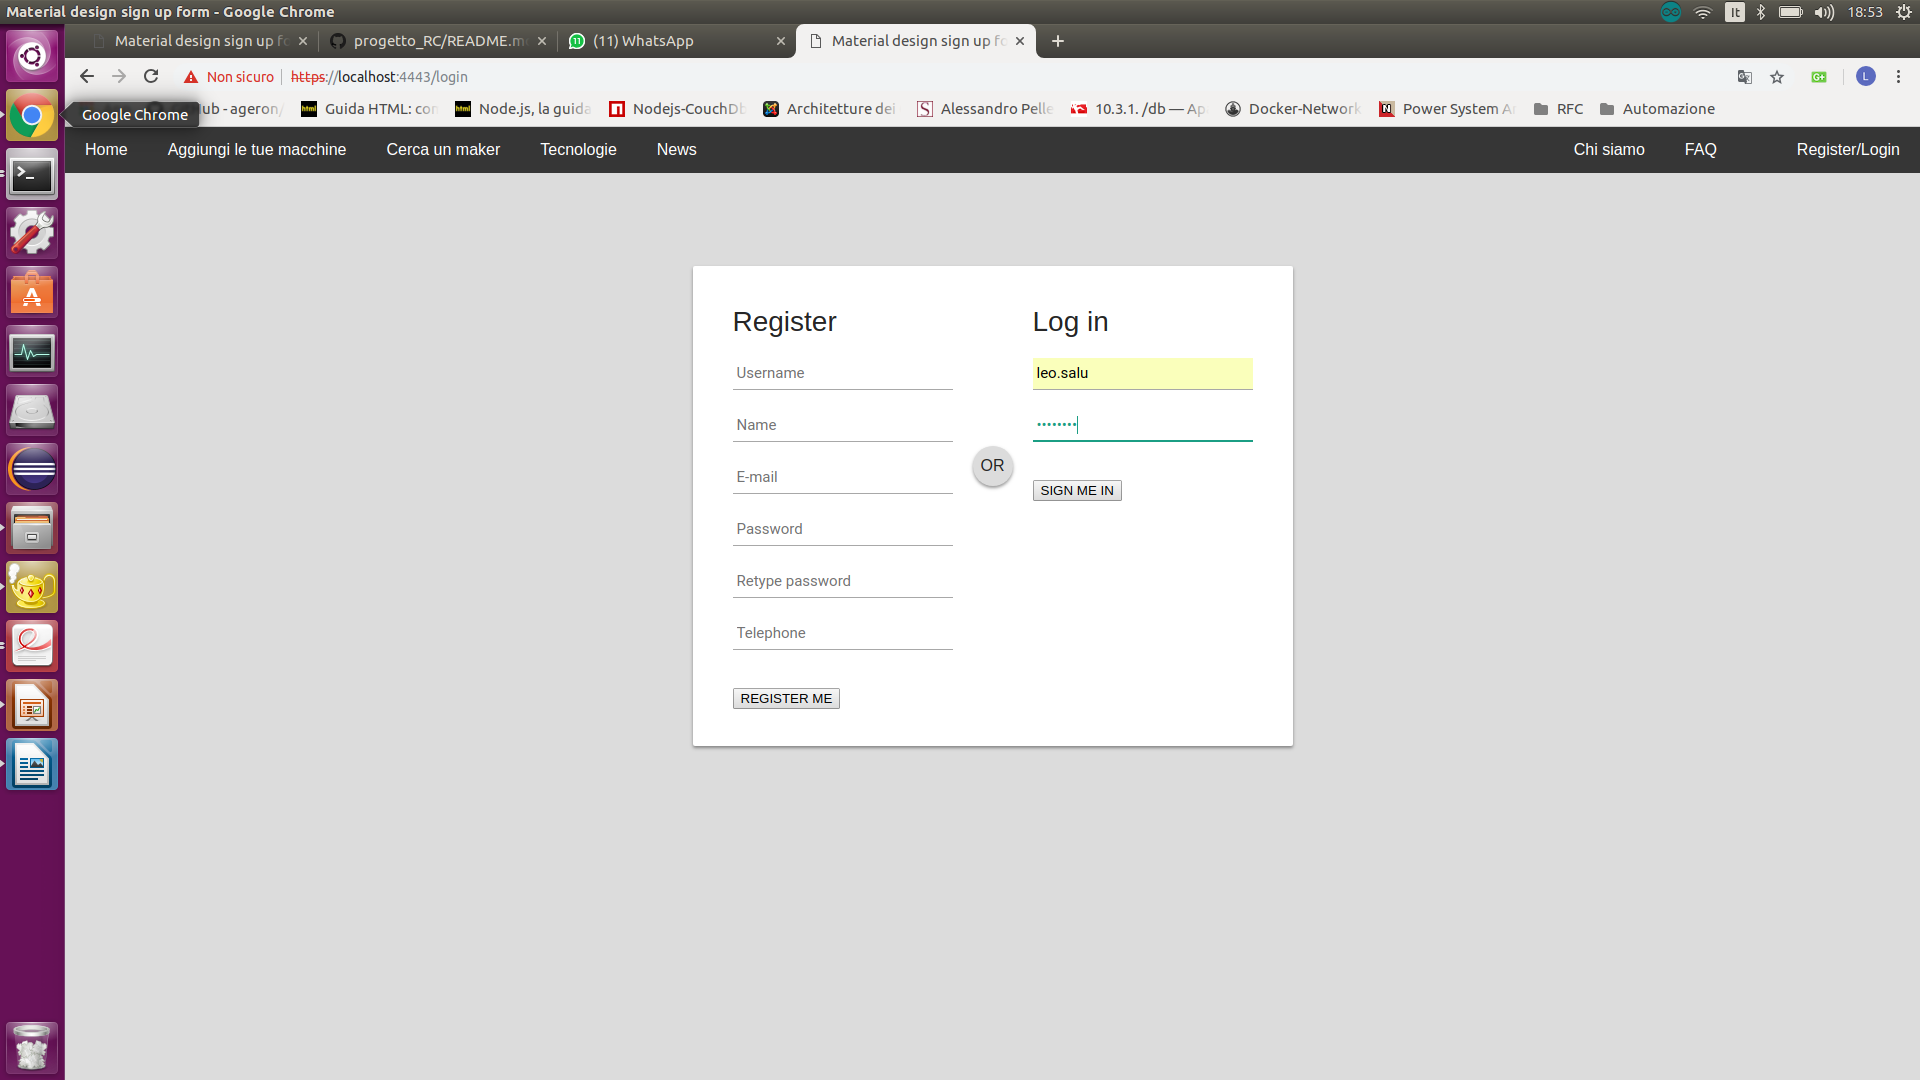 Material design sign up form - Google Chrome
It
18:53
Material design sign up fo
progetto_RC/README.m
(11) WhatsApp
Material design sign up fo
Non sicuro
https://localhost:4443/login
L
Google Chrome
ub - ageron/
Guida HTML: con
Node.js, la guida
Nodejs-CouchDb
Architetture dei
Alessandro Pelle
10.3.1. /db — Ap
Docker-Network
Power System A
RFC
Automazione
Home
Aggiungi le tue macchine
Cerca un maker
Tecnologie
News
Chi siamo
FAQ
Register/Login
Register
Username
Name
E-mail
Password
Retype password
Telephone
REGISTER ME
OR
Log in
leo.salu
••••••••
SIGN ME IN